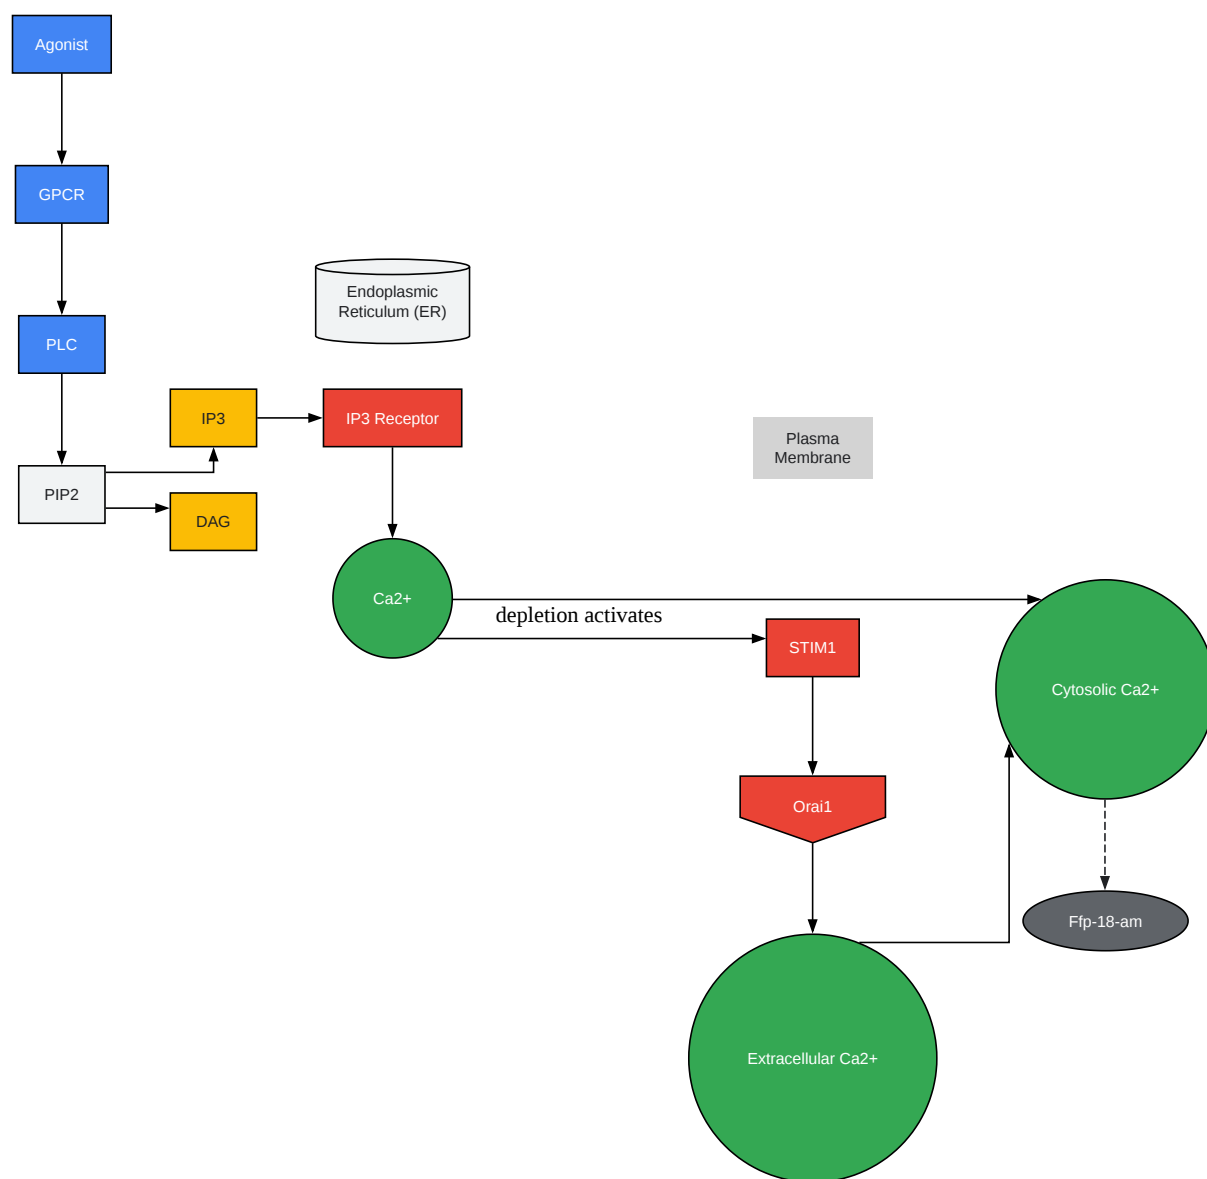 Agonist
GPCR
Endoplasmic
Reticulum (ER)
PLC
IP3
IP3 Receptor
Plasma
Membrane
PIP2
DAG
Ca2+
depletion activates
STIM1
Cytosolic Ca2+
Orai1
Ffp-18-am
Extracellular Ca2+